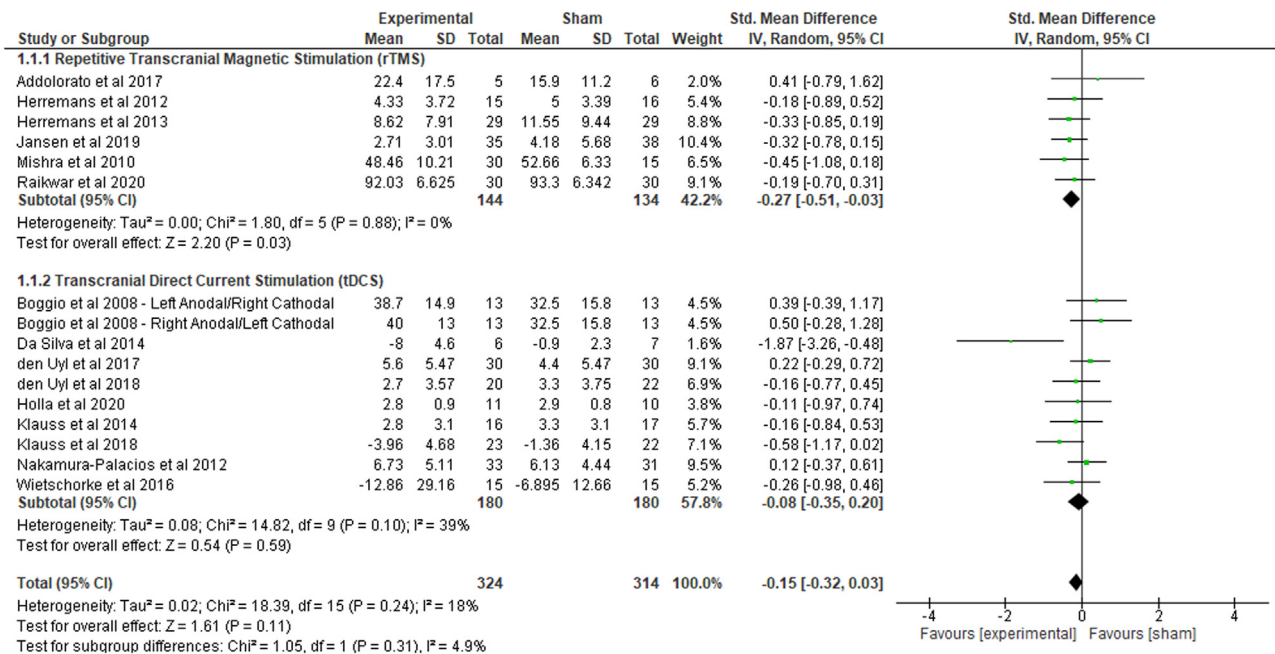 Experimental Sham Std. Mean Difference Std. Mean Difference
Study or Subgroup Mean SD Total Mean SD Total Weight IV, Random, 95% CI IV, Random, 95% CI
1.1.1 Repetitive Transcranial Magnetic Stimulation (rTMS)
Addolorato et al 2017 22.4 17.5 5 15.9 11.2 6 2.0% 0.41 [-0.79, 1.62]
Herremans et al 2012 4.33 3.72 15 5 3.39 16 5.4% -0.18 [-0.89, 0.52]
Herremans et al 2013 8.62 7.91 29 11.55 9.44 29 8.8% -0.33 [-0.85, 0.19]
Jansen et al 2019 2.71 3.01 35 4.18 5.68 38 10.4% -0.32 [-0.78, 0.15]
Mishra et al 2010 48.46 10.21 30 52.66 6.33 15 6.5% -0.45 [-1.08, 0.18]
Raikwar et al 2020 92.03 6.625 30 93.3 6.342 30 9.1% -0.19 [-0.70, 0.31]
Subtotal (95% CI) 144 134 42.2% -0.27 [-0.51, -0.03]
Heterogeneity: Tau² = 0.00; Chi² = 1.80, df = 5 (P = 0.88); I² = 0%
Test for overall effect: Z = 2.20 (P = 0.03)
1.1.2 Transcranial Direct Current Stimulation (tDCS)
Boggio et al 2008 - Left Anodal/Right Cathodal 38.7 14.9 13 32.5 15.8 13 4.5% 0.39 [-0.39, 1.17]
Boggio et al 2008 - Right Anodal/Left Cathodal 40 13 13 32.5 15.8 13 4.5% 0.50 [-0.28, 1.28]
Da Silva et al 2014 -8 4.6 6 -0.9 2.3 7 1.6% -1.87 [-3.26, -0.48]
den Uyl et al 2017 5.6 5.47 30 4.4 5.47 30 9.1% 0.22 [-0.29, 0.72]
den Uyl et al 2018 2.7 3.57 20 3.3 3.75 22 6.9% -0.16 [-0.77, 0.45]
Holla et al 2020 2.8 0.9 11 2.9 0.8 10 3.8% -0.11 [-0.97, 0.74]
Klauss et al 2014 2.8 3.1 16 3.3 3.1 17 5.7% -0.16 [-0.84, 0.53]
Klauss et al 2018 -3.96 4.68 23 -1.36 4.15 22 7.1% -0.58 [-1.17, 0.02]
Nakamura-Palacios et al 2012 6.73 5.11 33 6.13 4.44 31 9.5% 0.12 [-0.37, 0.61]
Wietschorke et al 2016 -12.86 29.16 15 -6.895 12.66 15 5.2% -0.26 [-0.98, 0.46]
Subtotal (95% CI) 180 180 57.8% -0.08 [-0.35, 0.20]
Heterogeneity: Tau² = 0.08; Chi² = 14.82, df = 9 (P = 0.10); I² = 39%
Test for overall effect: Z = 0.54 (P = 0.59)
Total (95% CI) 324 314 100.0% -0.15 [-0.32, 0.03]
Heterogeneity: Tau² = 0.02; Chi² = 18.39, df = 15 (P = 0.24); I² = 18%
Test for overall effect: Z = 1.61 (P = 0.11)
Test for subgroup differences: Chi² = 1.05, df = 1 (P = 0.31), I² = 4.9%
-4 -2 0 2 4
Favours [experimental] Favours [sham]